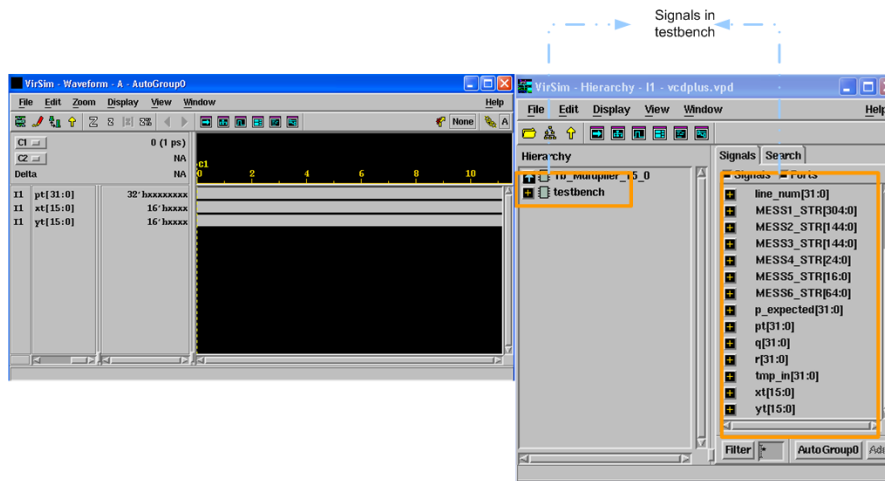 Signals in
testbench
VirSim - Waveform - A - AutoGroup0
File Edit Zoom Display View Window Help
None A
C1 0 (1 ps)
C2 NA
Delta NA
C1
0 2 4 6 8 10
I1 pt[31:0] 32'hxxxxxxxx
I1 xt[15:0] 16'hxxxx
I1 yt[15:0] 16'hxxxx
VirSim - Hierarchy - I1 - vcdplus.vpd
File Edit Display View Window Help
Hierarchy
Signals Search
Signals Ports
TB_Multiplier_15_0
testbench
line_num[31:0]
MESS1_STR[304:0]
MESS2_STR[144:0]
MESS3_STR[144:0]
MESS4_STR[24:0]
MESS5_STR[16:0]
MESS6_STR[64:0]
p_expected[31:0]
pt[31:0]
q[31:0]
r[31:0]
tmp_in[31:0]
xt[15:0]
yt[15:0]
Filter * AutoGroup0 Add